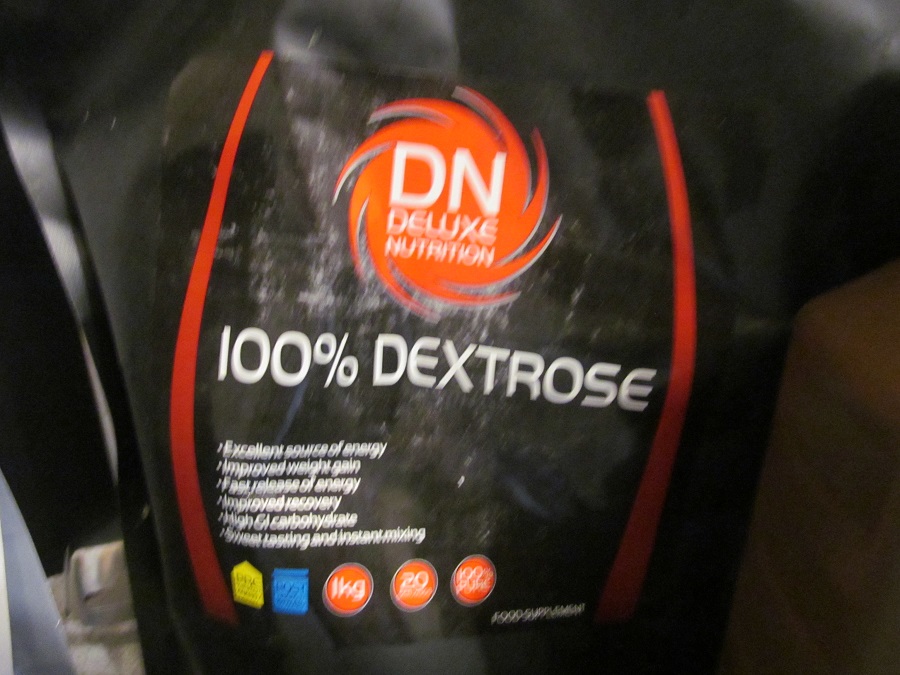 DN
DELUXE
NUTRITION
100% DEXTROSE
›Excellent source of energy
›Improved weight gain
›Fast release of energy
›Improved recovery
›High GI carbohydrate
›Sweet tasting and instant mixing
1kg
20
100%
PURE
FOOD SUPPLEMENT